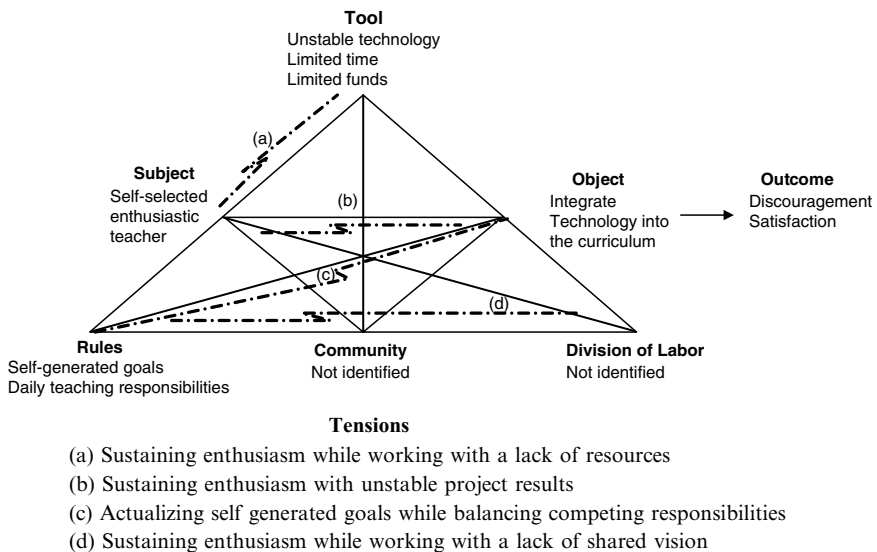 Tool
Unstable technology
Limited time
Limited funds
(a)
Subject
Self-selected
enthusiastic
teacher
(b)
Object
Integrate
Technology into
the curriculum
Outcome
Discouragement
Satisfaction
(c)
(d)
Rules
Self-generated goals
Daily teaching responsibilities
Community
Not identified
Division of Labor
Not identified
Tensions
(a) Sustaining enthusiasm while working with a lack of resources
(b) Sustaining enthusiasm with unstable project results
(c) Actualizing self generated goals while balancing competing responsibilities
(d) Sustaining enthusiasm while working with a lack of shared vision